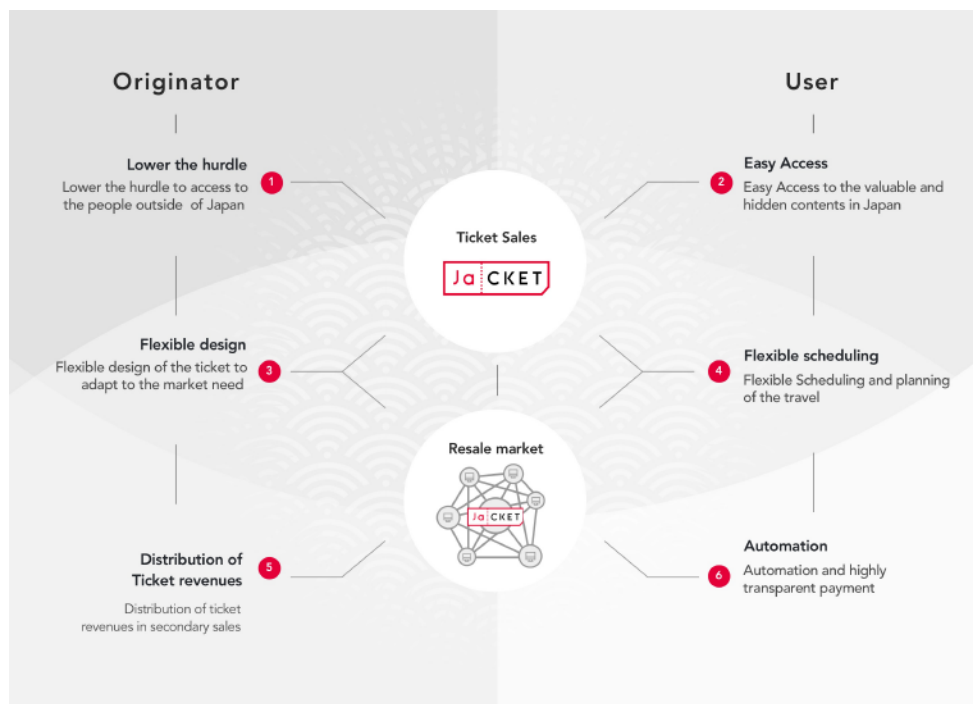 Originator
User
Lower the hurdle
Lower the hurdle to access to
the people outside of Japan
1
2
Easy Access
Easy Access to the valuable and
hidden contents in Japan
Ticket Sales
Ja CKET
Flexible design
Flexible design of the ticket to
adapt to the market need
3
4
Flexible scheduling
Flexible Scheduling and planning
of the travel
Resale market
Ja CKET
Distribution of
Ticket revenues
Distribution of ticket
revenues in secondary sales
5
6
Automation
Automation and highly
transparent payment